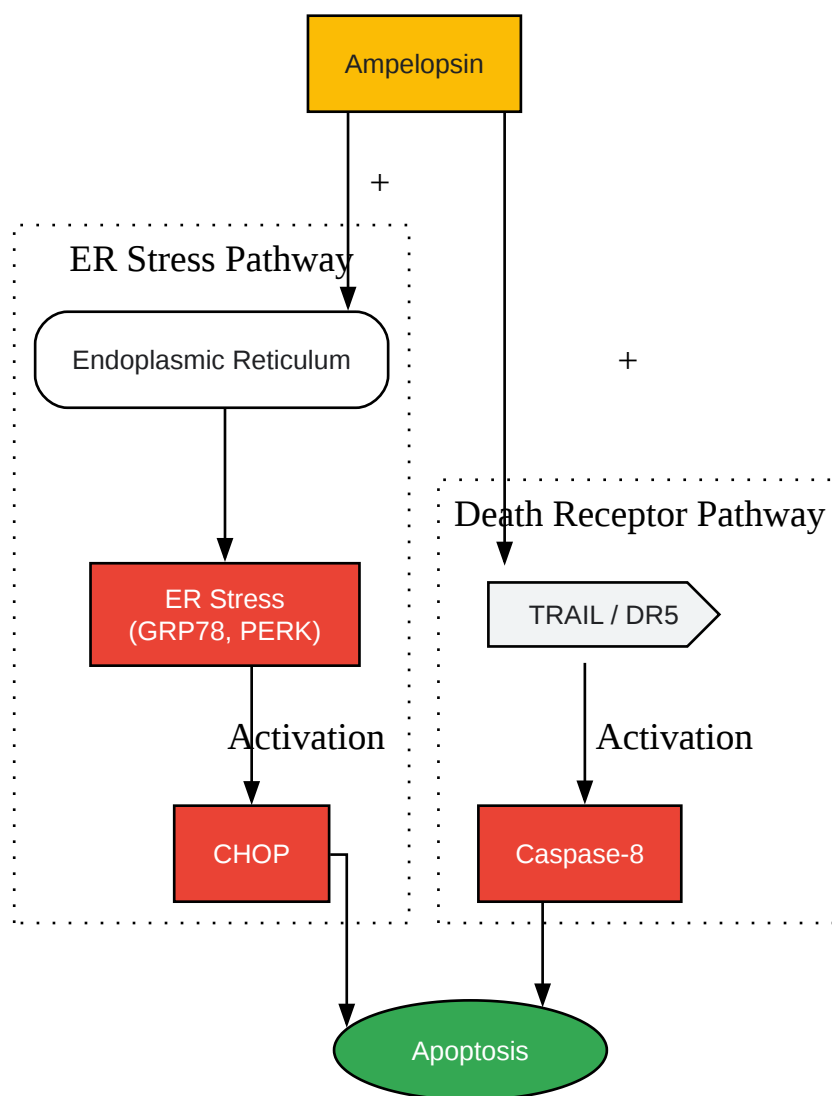 Ampelopsin
+
ER Stress Pathway
Endoplasmic Reticulum
+
Death Receptor Pathway
ER Stress
(GRP78, PERK)
TRAIL / DR5
Activation
Activation
CHOP
Caspase-8
Apoptosis